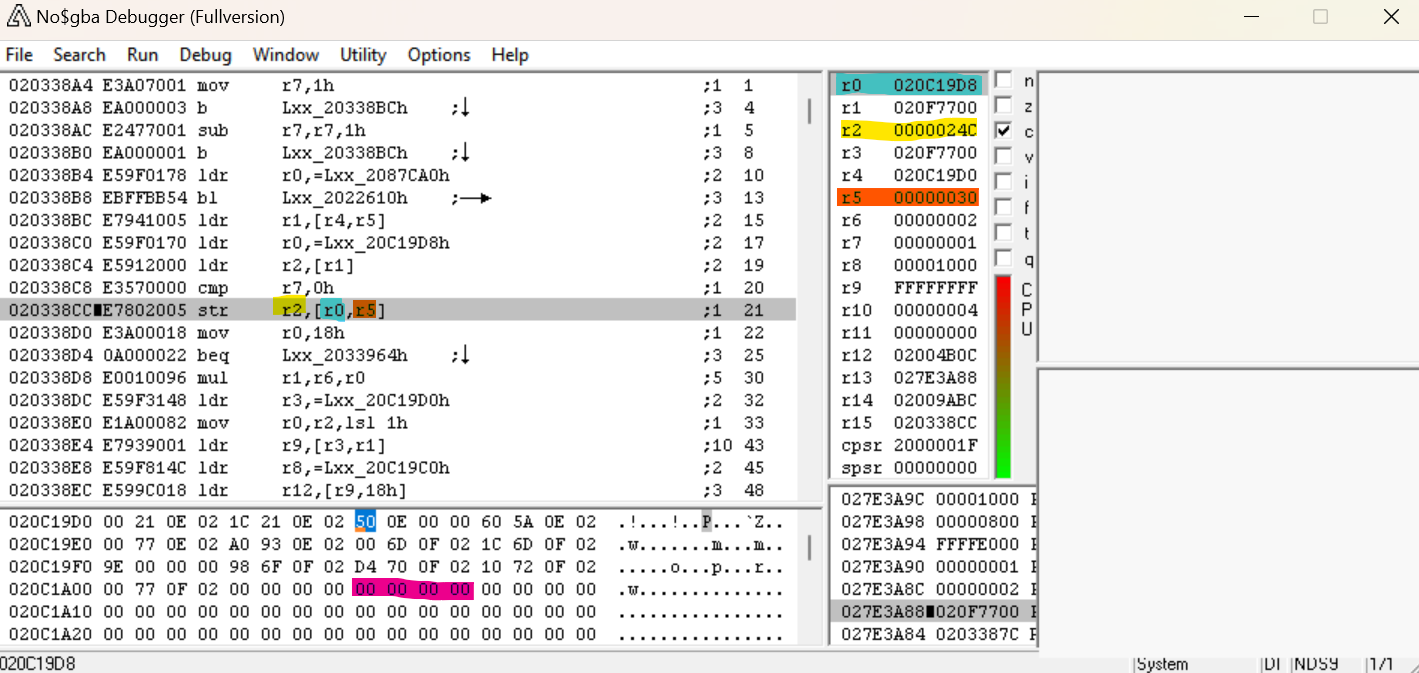 No$gba Debugger (Fullversion)
File Search Run Debug Window Utility Options Help
020338A4 E3A07001 mov r7,1h ;1 1
020338A8 EA000003 b Lxx_20338BCh ;↓ ;3 4
020338AC E2477001 sub r7,r7,1h ;1 5
020338B0 EA000001 b Lxx_20338BCh ;↓ ;3 8
020338B4 E59F0178 ldr r0,=Lxx_2087CA0h ;2 10
020338B8 EBFFBB54 bl Lxx_2022610h ;→ ;3 13
020338BC E7941005 ldr r1,[r4,r5] ;2 15
020338C0 E59F0170 ldr r0,=Lxx_20C19D8h ;2 17
020338C4 E5912000 ldr r2,[r1] ;2 19
020338C8 E3570000 cmp r7,0h ;1 20
020338CC E7802005 str r2,[r0,r5] ;1 21
020338D0 E3A00018 mov r0,18h ;1 22
020338D4 0A000022 beq Lxx_2033964h ;↓ ;3 25
020338D8 E0010096 mul r1,r6,r0 ;5 30
020338DC E59F3148 ldr r3,=Lxx_20C19D0h ;2 32
020338E0 E1A00082 mov r0,r2,lsl 1h ;1 33
020338E4 E7939001 ldr r9,[r3,r1] ;10 43
020338E8 E59F814C ldr r8,=Lxx_20C19C0h ;2 45
020338EC E599C018 ldr r12,[r9,18h] ;3 48
r0 020C19D8
r1 020F7700
r2 0000024C
r3 020F7700
r4 020C19D0
r5 00000030
r6 00000002
r7 00000001
r8 00001000
r9 FFFFFFFF
r10 00000004
r11 00000000
r12 02004B0C
r13 027E3A88
r14 02009ABC
r15 020338CC
cpsr 2000001F
spsr 00000000
n
z
c
v
i
f
t
q
C
P
U
020C19D0 00 21 0E 02 1C 21 0E 02 50 0E 00 00 60 5A 0E 02 .!...!..P...`Z..
020C19E0 00 77 0E 02 A0 93 0E 02 00 6D 0F 02 1C 6D 0F 02 .w.......m...m..
020C19F0 9E 00 00 00 98 6F 0F 02 D4 70 0F 02 10 72 0F 02 .....o...p...r..
020C1A00 00 77 0F 02 00 00 00 00 00 00 00 00 00 00 00 00 .w..............
020C1A10 00 00 00 00 00 00 00 00 00 00 00 00 00 00 00 00 ................
020C1A20 00 00 00 00 00 00 00 00 00 00 00 00 00 00 00 00 ................
027E3A9C 00001000
027E3A98 00000800
027E3A94 FFFFE000
027E3A90 00000001
027E3A8C 00000002
027E3A88 020F7700
027E3A84 0203387C
020C19D8
System DI NDS9 1/1